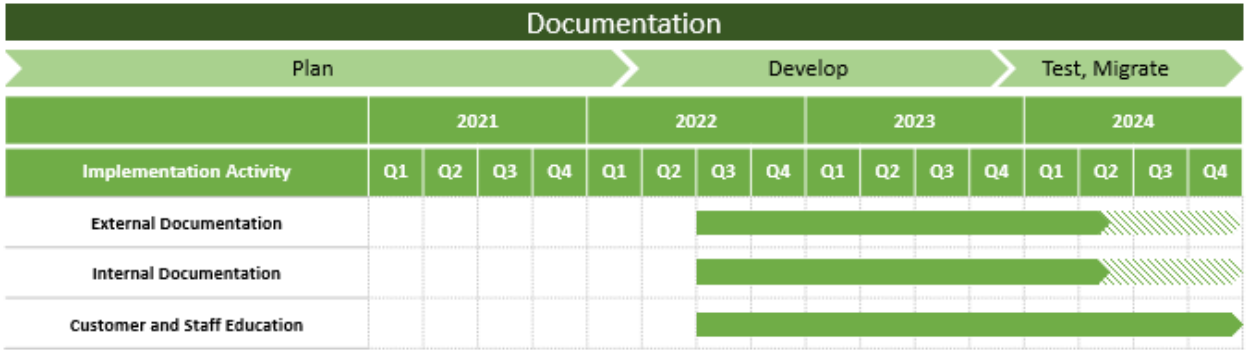 Documentation
Plan Develop Test, Migrate
2021 2022 2023 2024
Implementation Activity Q1 Q2 Q3 Q4 Q1 Q2 Q3 Q4 Q1 Q2 Q3 Q4 Q1 Q2 Q3 Q4
External Documentation
Internal Documentation
Customer and Staff Education